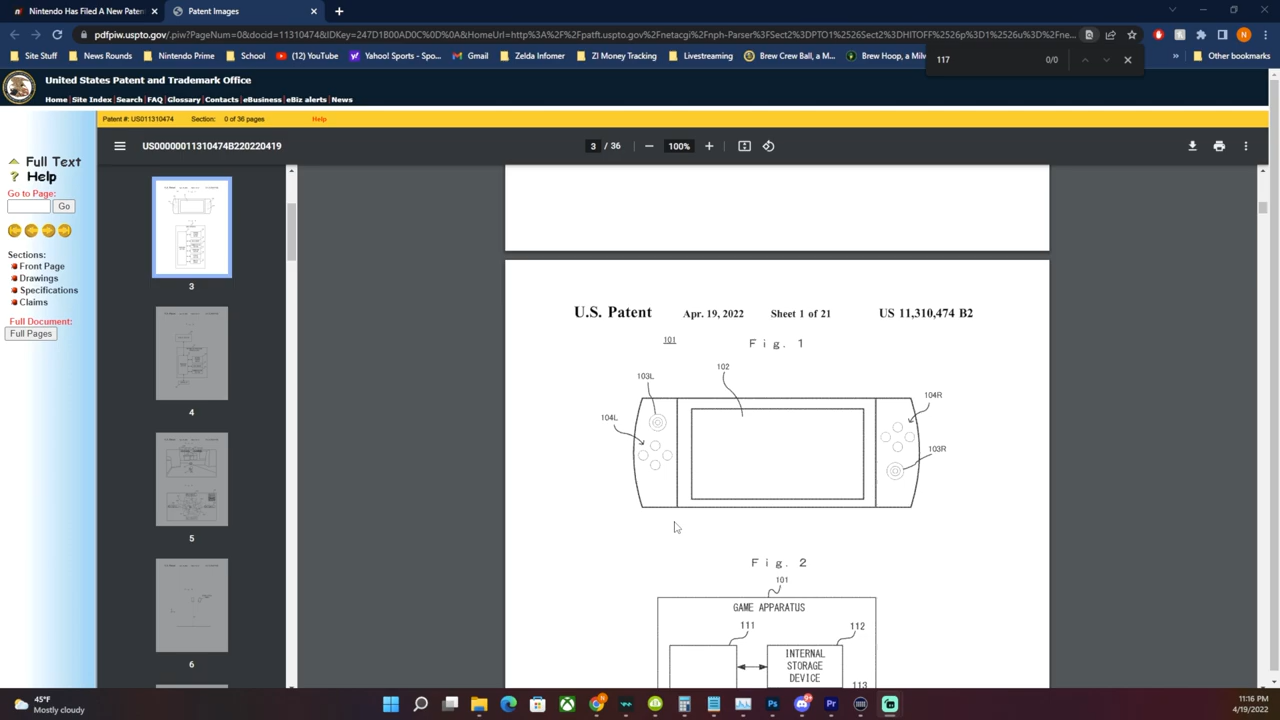 Nintendo Has Filed A New Paten
Patent Images
pdfpiw.uspto.gov/.piw?PageNum=0&docid=11310474&IDKey=247D1B00AD0C%0D%0A&HomeUrl=http%3A%2F%2Fpatft.uspto.gov%2Fnetacgi%2Fnph-Parser%3FSect2%3DPTO1%2526Sect2%3DHITOFF%2526p%3D1%2526u%3D%2Fne...
Site Stuff
News Rounds
Nintendo Prime
School
(12) YouTube
Yahoo! Sports - Sp...
Gmail
Zelda Infomer
ZI Money Tracking
Livestreaming
Brew Crew Ball, a M...
Brew Hoop, a Milw
Other bookmarks
117
0/0
United States Patent and Trademark Office
Home | Site Index | Search | FAQ | Glossary | Contacts | eBusiness | eBiz alerts | News
Patent #: US011310474
Section: 0 of 36 pages
Help
US00000011310474B220220419
3 / 36
100%
Full Text
Help
Go to Page:
Go
Sections:
Front Page
Drawings
Specifications
Claims
Full Document:
Full Pages
3
4
5
6
U.S. Patent
Apr. 19, 2022
Sheet 1 of 21
US 11,310,474 B2
101
Fig. 1
102
103L
104L
104R
103R
Fig. 2
101
GAME APPARATUS
111
112
INTERNAL
STORAGE
DEVICE
113
45°F
Mostly cloudy
11:16 PM
4/19/2022